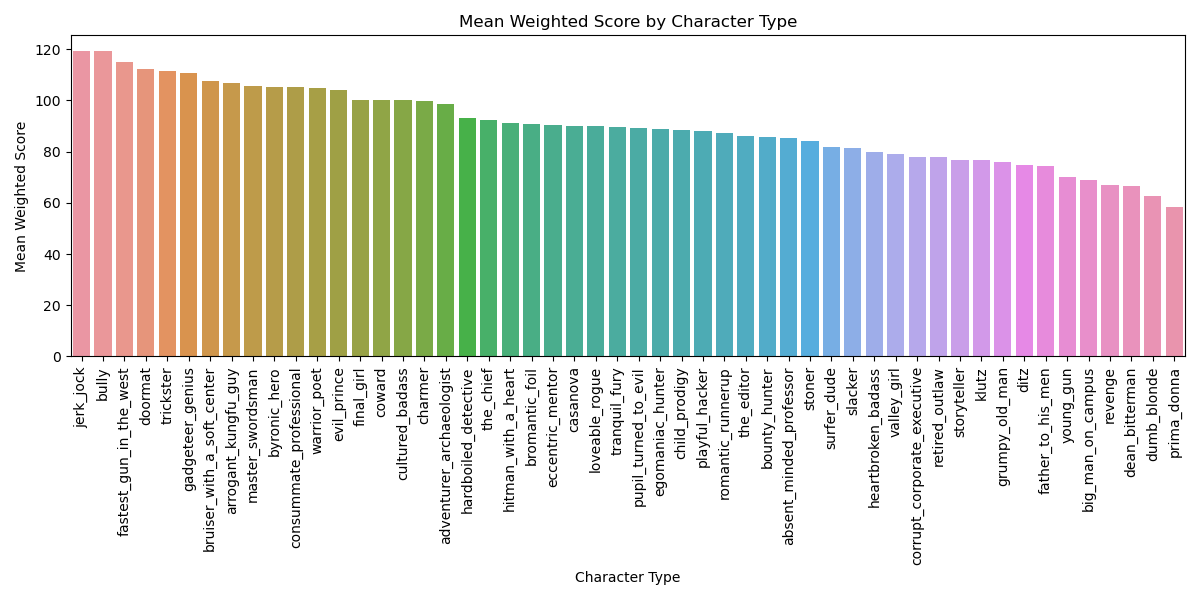 Mean Weighted Score by Character Type
Mean Weighted Score
120
100
80
60
40
20
0
jerk_jock
bully
fastest_gun_in_the_west
doormat
trickster
gadgeteer_genius
bruiser_with_a_soft_center
arrogant_kungfu_guy
master_swordsman
byronic_hero
consummate_professional
warrior_poet
evil_prince
final_girl
coward
cultured_badass
charmer
adventurer_archaeologist
hardboiled_detective
the_chief
hitman_with_a_heart
bromantic_foil
eccentric_mentor
casanova
loveable_rogue
tranquil_fury
pupil_turned_to_evil
egomaniac_hunter
child_prodigy
playful_hacker
romantic_runnerup
the_editor
bounty_hunter
absent_minded_professor
stoner
surfer_dude
slacker
heartbroken_badass
valley_girl
corrupt_corporate_executive
retired_outlaw
storyteller
klutz
grumpy_old_man
ditz
father_to_his_men
young_gun
big_man_on_campus
revenge
dean_bitterman
dumb_blonde
prima_donna
Character Type